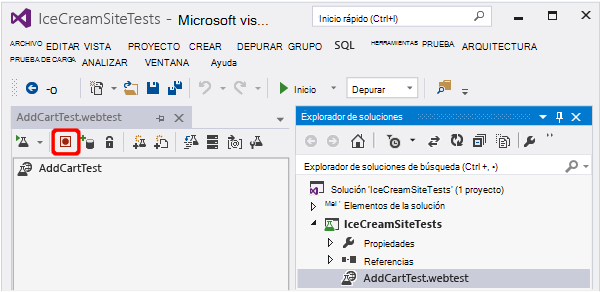 IceCreamSiteTests - Microsoft vis...
Inicio rápido (Ctrl+l)
ARCHIVO EDITAR VISTA PROYECTO CREAR DEPURAR GRUPO SQL HERRAMIENTAS PRUEBA ARQUITECTURA
PRUEBA DE CARGA ANALIZAR VENTANA Ayuda
-O Inicio Depurar
AddCartTest.webtest
AddCartTest
Explorador de soluciones
Explorador de soluciones de búsqueda (Ctrl +, -)
Solución 'IceCreamSiteTests' (1 proyecto)
Elementos de la solución
IceCreamSiteTests
Propiedades
Referencias
AddCartTest.webtest